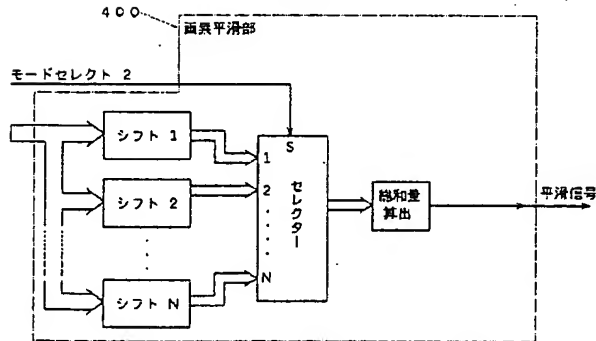 400
画異平滑部
モードセレクト 2
シフト 1
シフト 2
シフト N
S
1
2
N
セレクター
総和量
算出
平滑信号